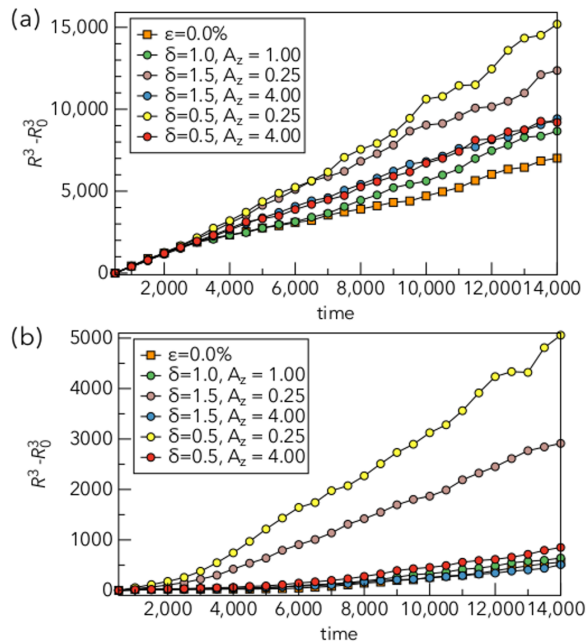 (a)
15,000
10,000
5,000
0
R³ -R₀³
ε=0.0%
δ=1.0, A_z = 1.00
δ=1.5, A_z = 0.25
δ=1.5, A_z = 4.00
δ=0.5, A_z = 0.25
δ=0.5, A_z = 4.00
2,000 4,000 6,000 8,000 10,000 12,000 14,000
time
(b)
5000
4000
3000
2000
1000
0
R³ -R₀³
ε=0.0%
δ=1.0, A_z = 1.00
δ=1.5, A_z = 0.25
δ=1.5, A_z = 4.00
δ=0.5, A_z = 0.25
δ=0.5, A_z = 4.00
2,000 4,000 6,000 8,000 10,000 12,000 14,000
time